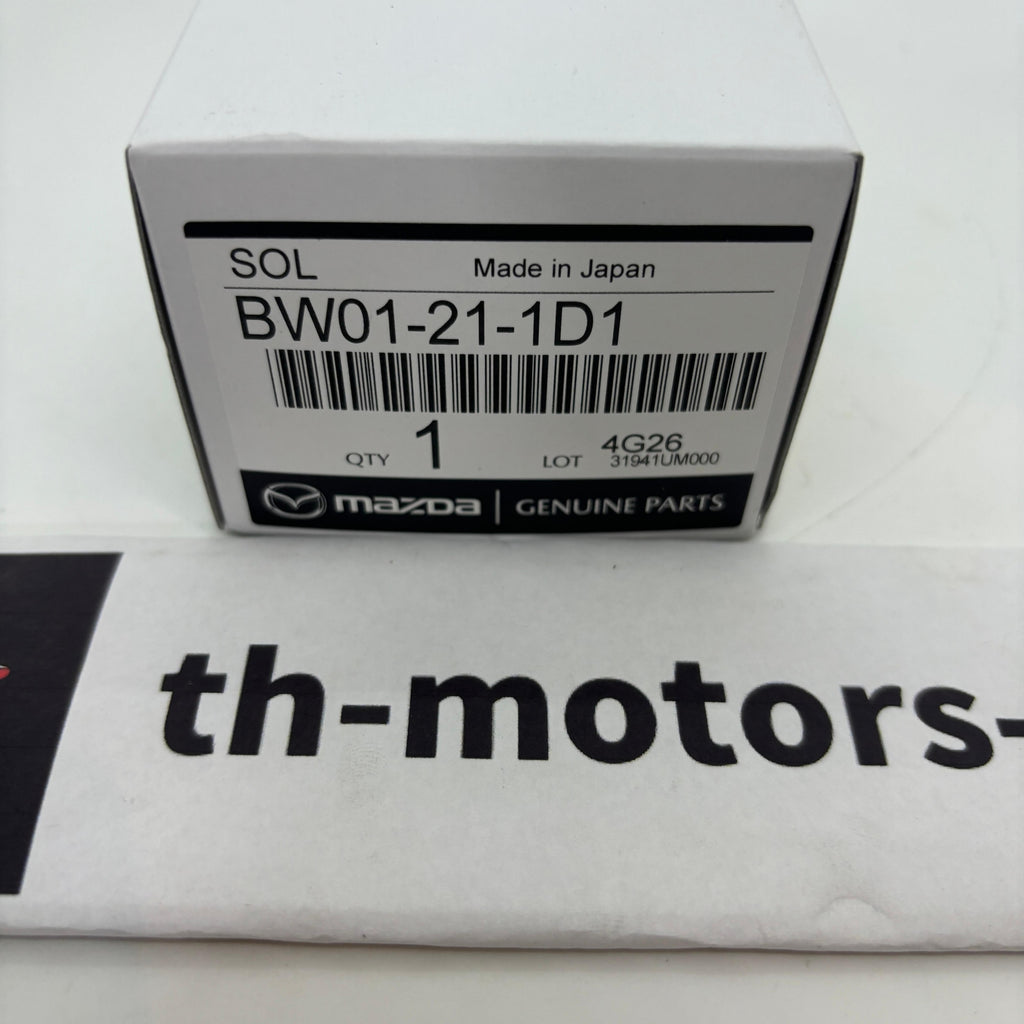 SOL Made in Japan
BW01-21-1D1
QTY 1 LOT 4G26
31941UM000
mazda | GENUINE PARTS
th-motors-